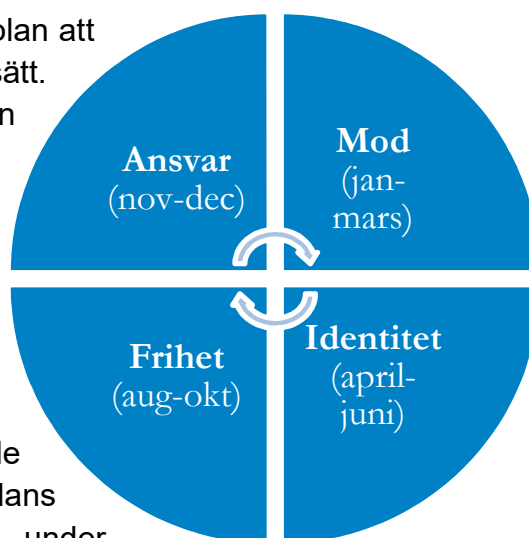 plan att
sätt.
n
Ansvar
(nov-dec)
Mod
(jan-
mars)
Frihet
(aug-okt)
Identitet
(april-
juni)
le
lans
under